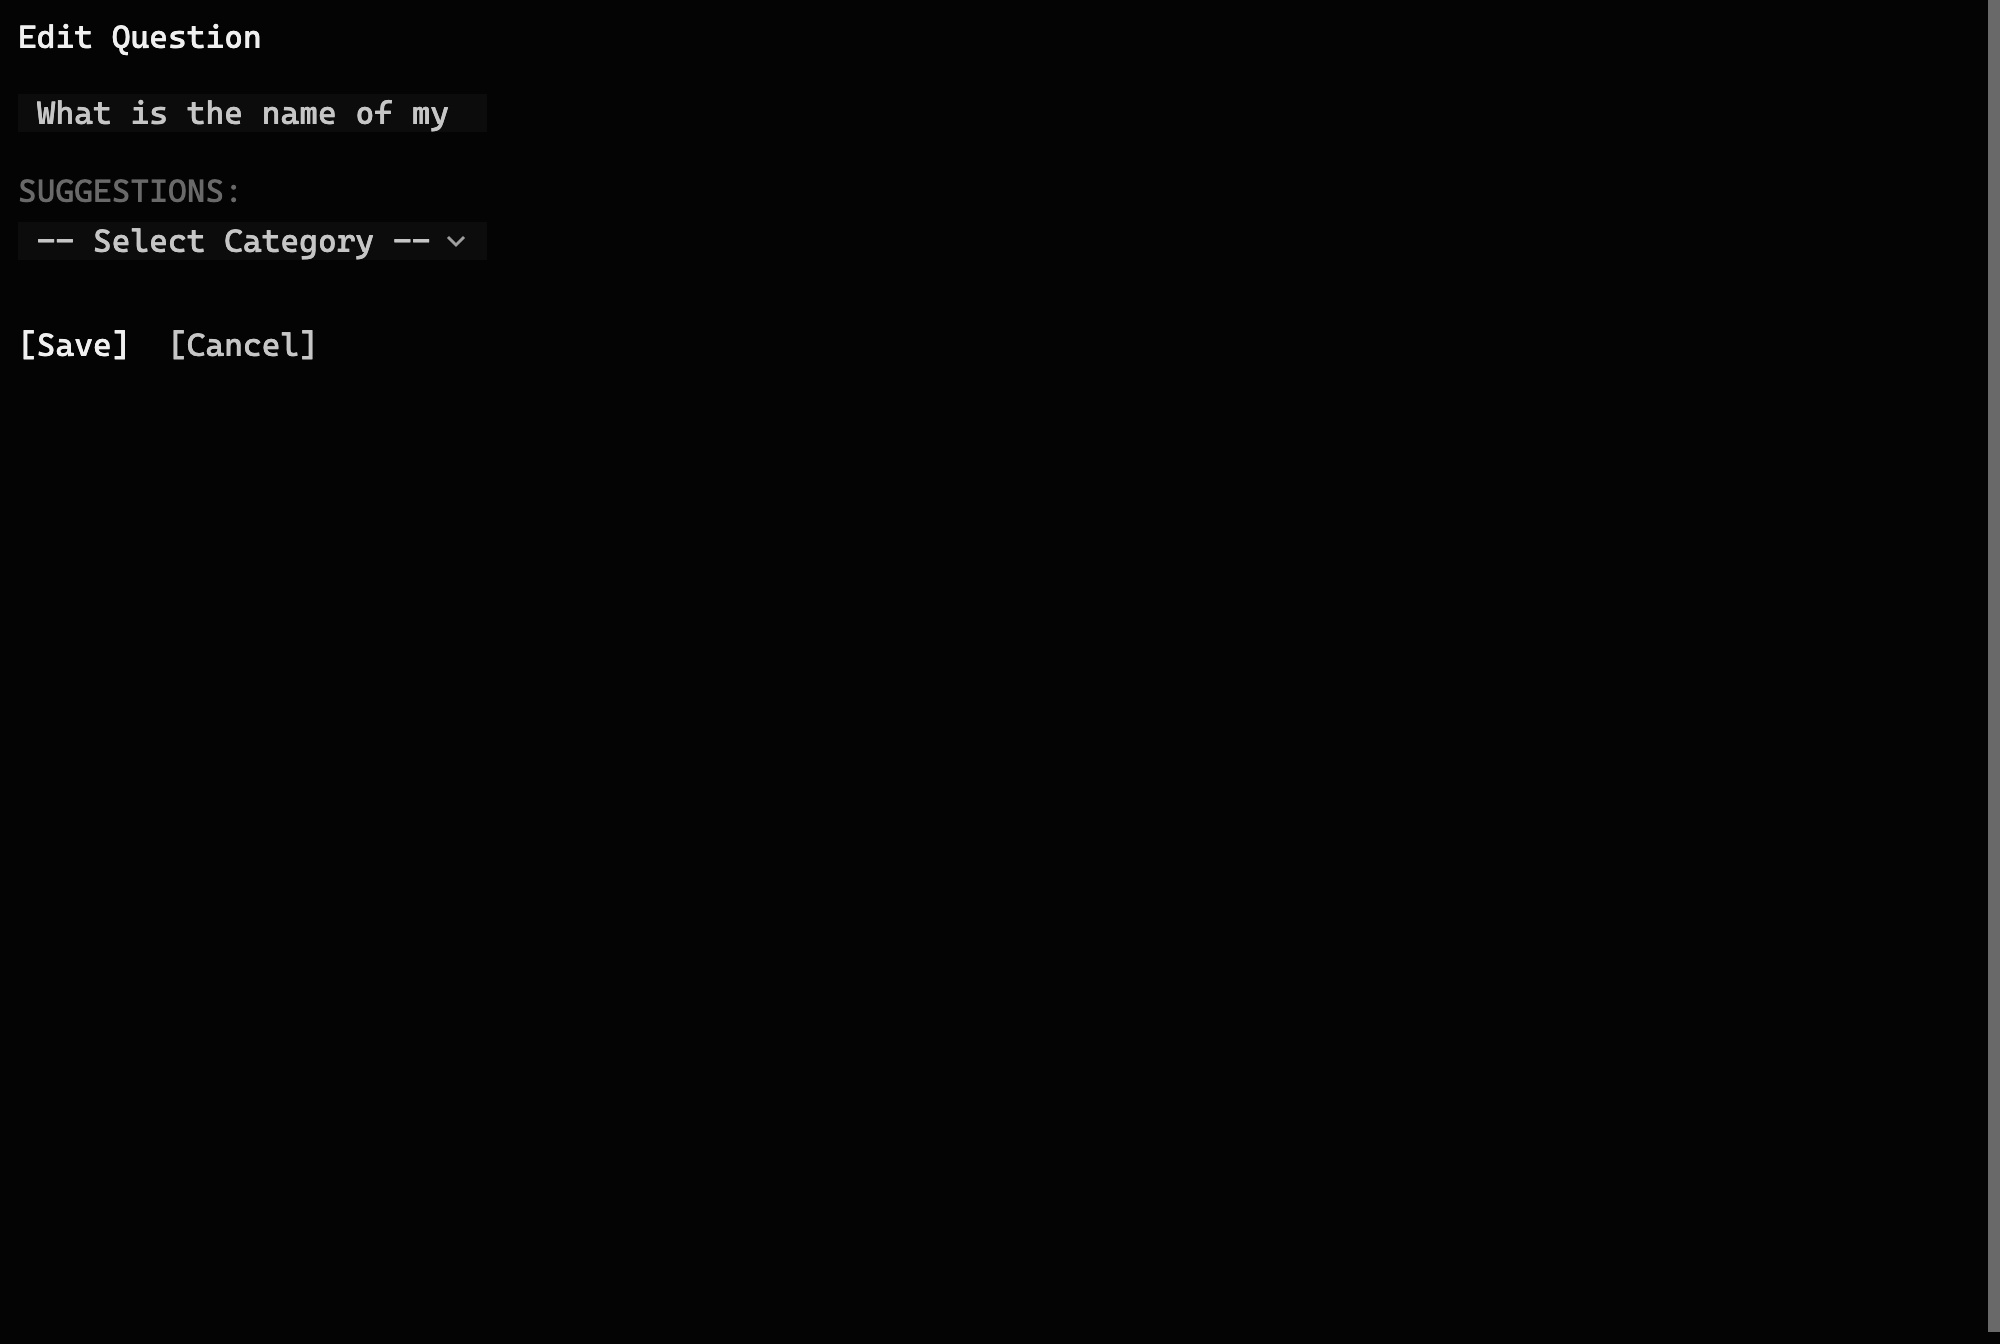 Edit Question
What is the name of my
SUGGESTIONS:
-- Select Category --
[Save] [Cancel]